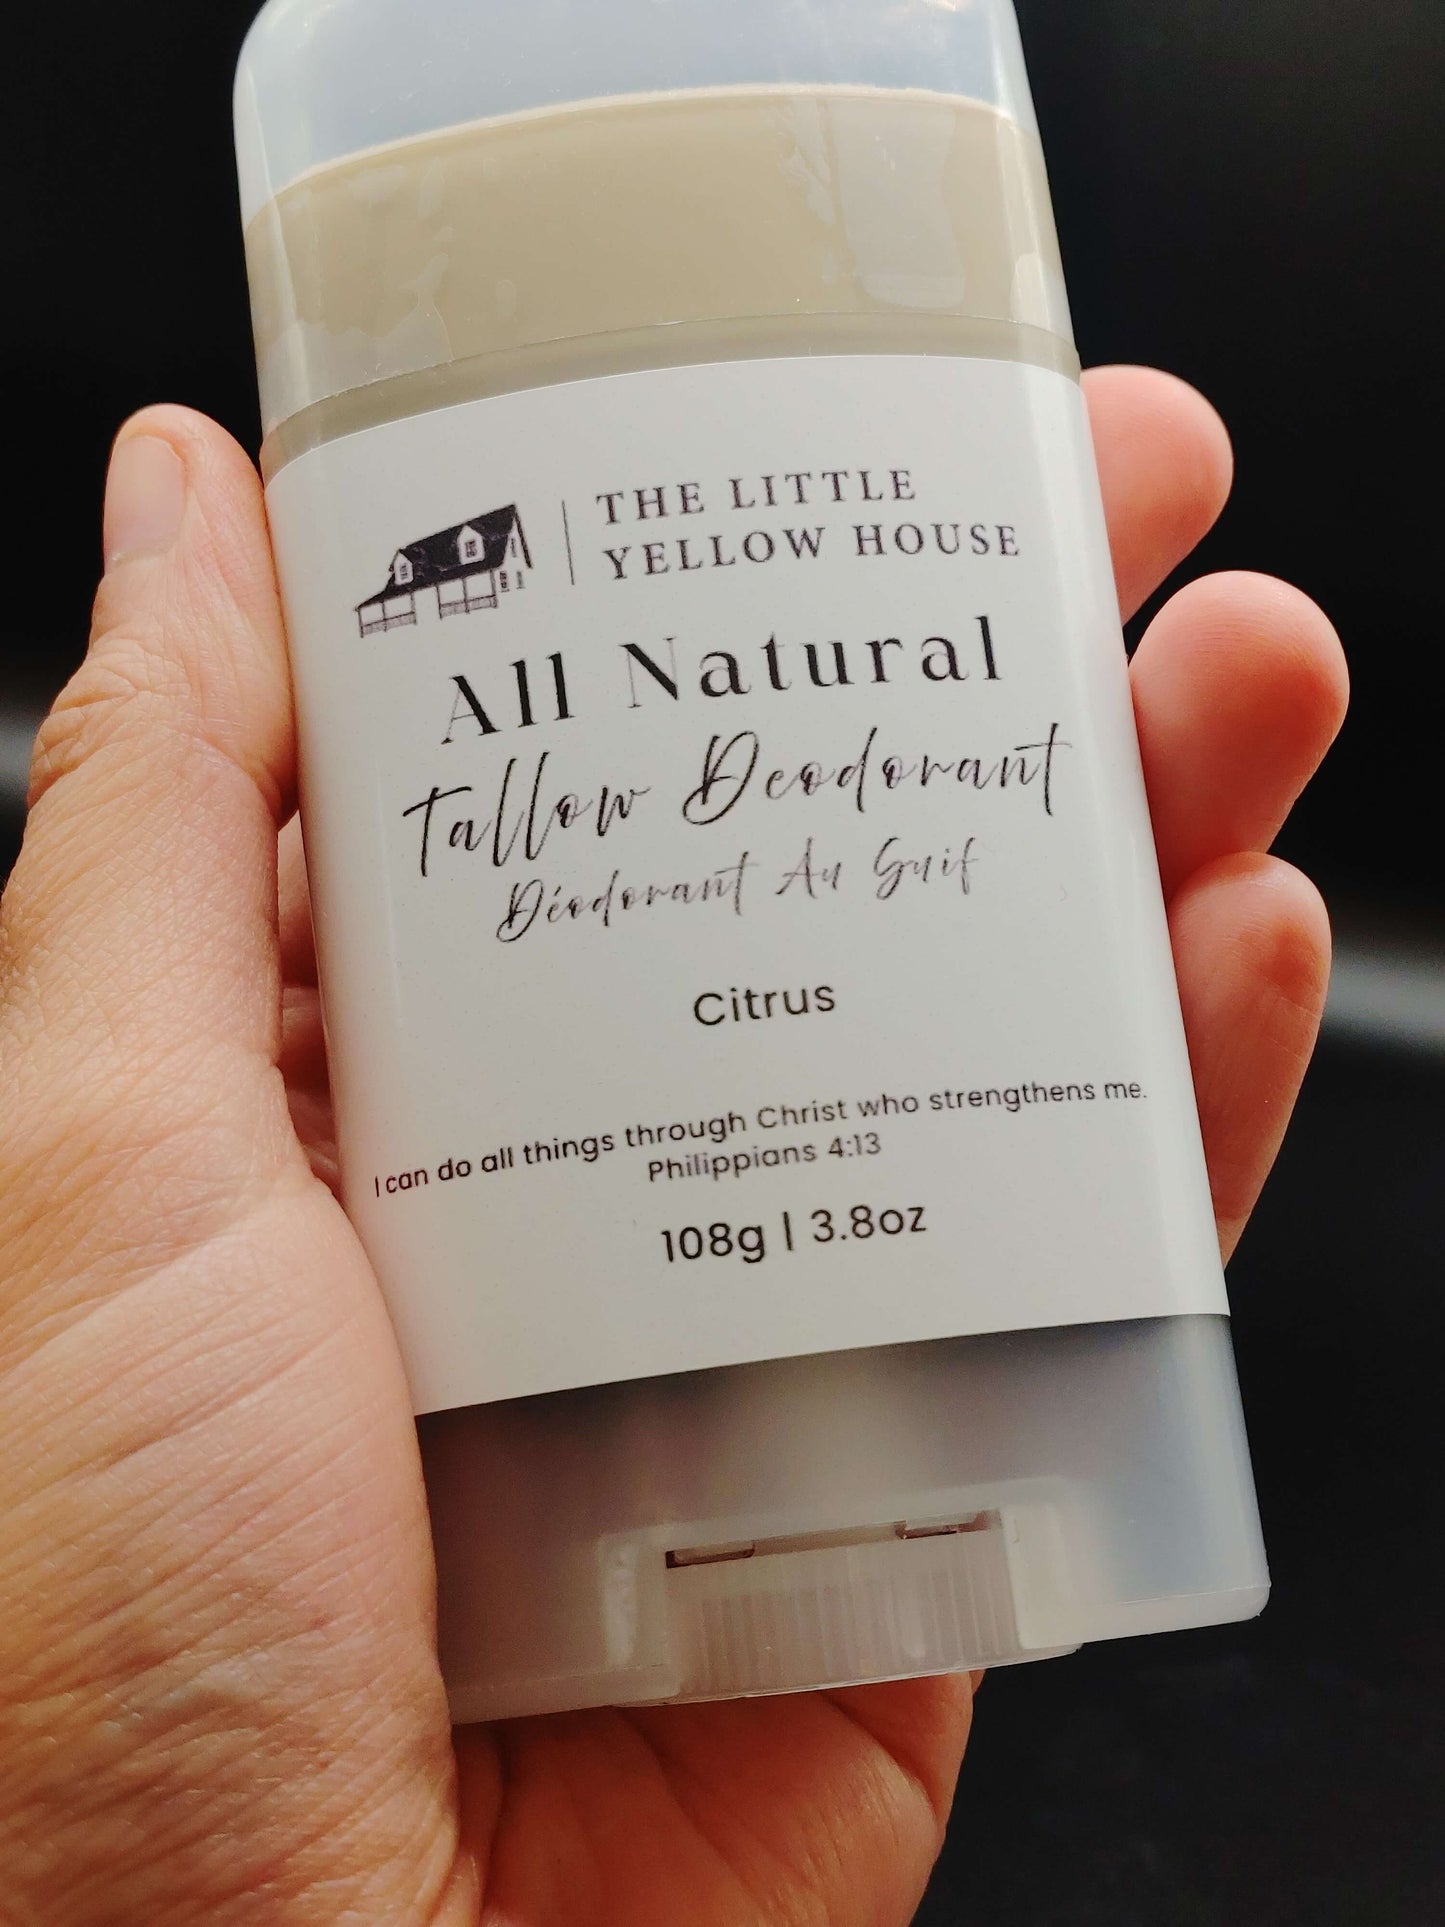 THE LITTLE
YELLOW HOUSE
All Natural
Tallow Deodorant
Déodorant Au Suif
Citrus
I can do all things through Christ who strengthens me.
Philippians 4:13
108g | 3.8oz